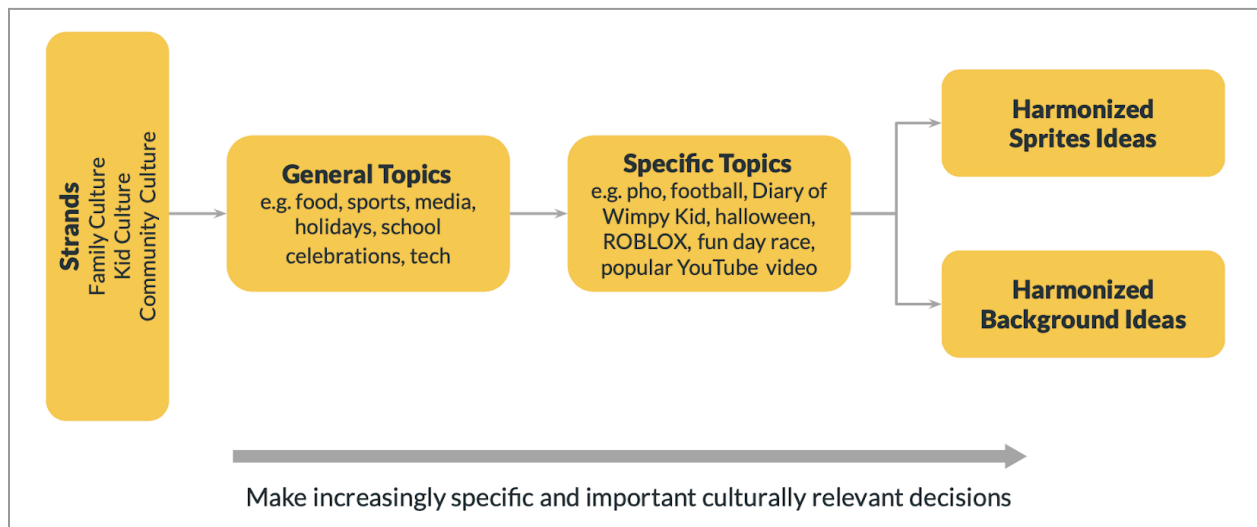 Strands
Family Culture
Kid Culture
Community Culture
General Topics
e.g. food, sports, media,
holidays, school
celebrations, tech
Specific Topics
e.g. pho, football, Diary of
Wimpy Kid, halloween,
ROBLOX, fun day race,
popular YouTube video
Harmonized
Sprites Ideas
Harmonized
Background Ideas
Make increasingly specific and important culturally relevant decisions